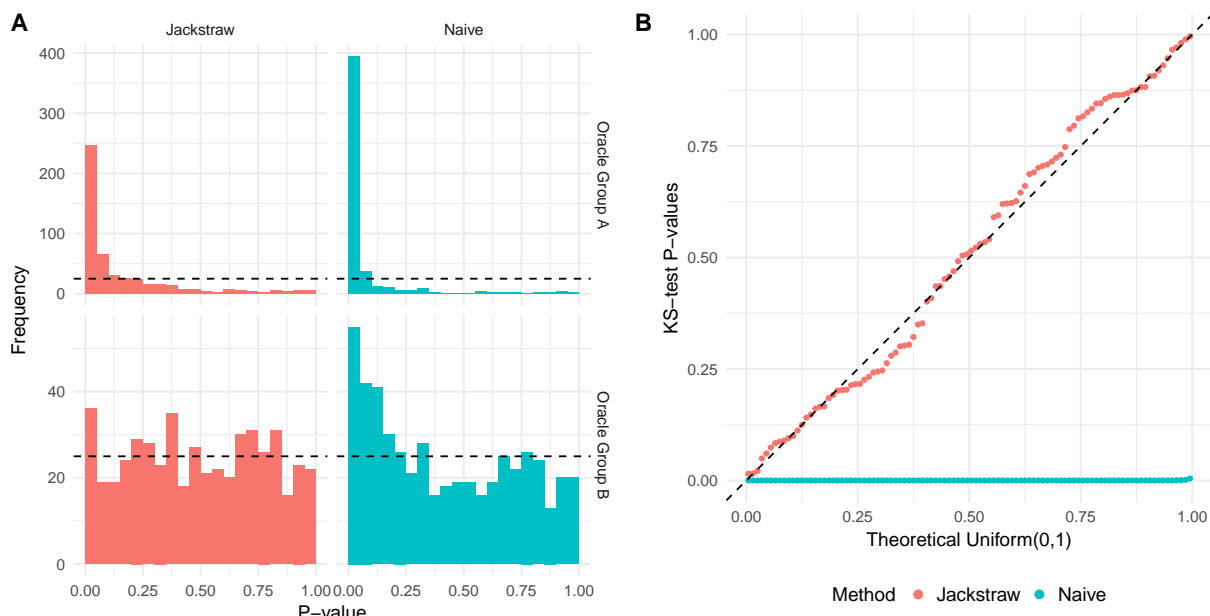 A
Jackstraw
Naive
400
300
200
100
0
Oracle Group A
Frequency
40
20
0
Oracle Group B
0.00 0.25 0.50 0.75 1.00 0.00 0.25 0.50 0.75 1.00
P−value
B
1.00
0.75
0.50
0.25
0.00
KS−test P−values
0.00 0.25 0.50 0.75 1.00
Theoretical Uniform(0,1)
Method Jackstraw Naive